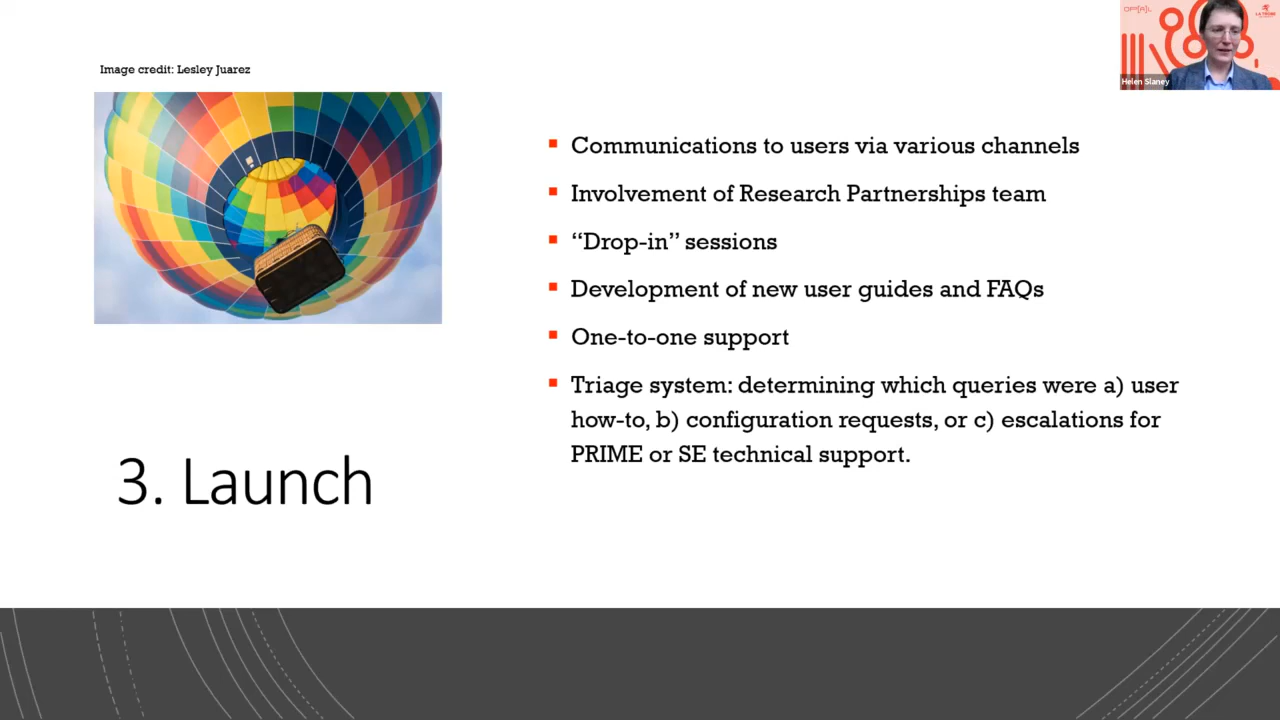 Image credit: Lesley Juarez
Communications to users via various channels
Involvement of Research Partnerships team
“Drop-in” sessions
Development of new user guides and FAQs
One-to-one support
Triage system: determining which queries were a) user
how-to, b) configuration requests, or c) escalations for
PRIME or SE technical support.
3. Launch
Helen Slaney